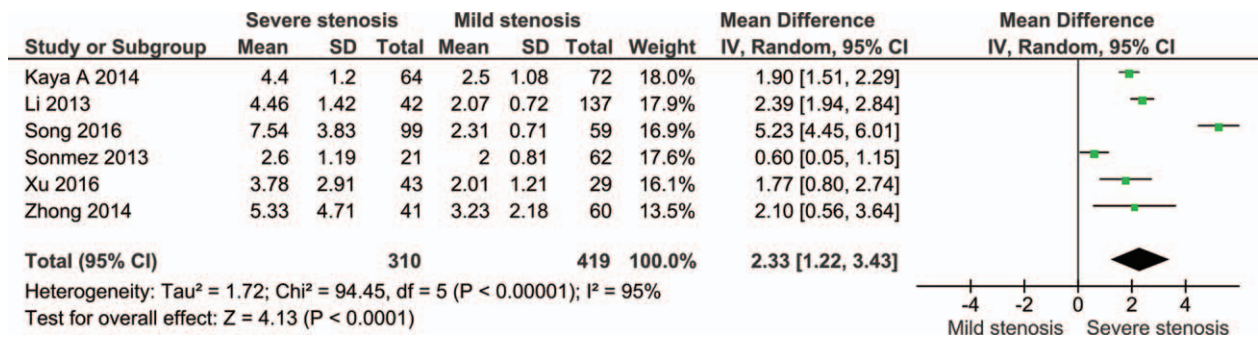 Severe stenosis Mild stenosis Mean Difference Mean Difference
Study or Subgroup Mean SD Total Mean SD Total Weight IV, Random, 95% CI IV, Random, 95% CI
Kaya A 2014 4.4 1.2 64 2.5 1.08 72 18.0% 1.90 [1.51, 2.29]
Li 2013 4.46 1.42 42 2.07 0.72 137 17.9% 2.39 [1.94, 2.84]
Song 2016 7.54 3.83 99 2.31 0.71 59 16.9% 5.23 [4.45, 6.01]
Sonmez 2013 2.6 1.19 21 2 0.81 62 17.6% 0.60 [0.05, 1.15]
Xu 2016 3.78 2.91 43 2.01 1.21 29 16.1% 1.77 [0.80, 2.74]
Zhong 2014 5.33 4.71 41 3.23 2.18 60 13.5% 2.10 [0.56, 3.64]
Total (95% CI) 310 419 100.0% 2.33 [1.22, 3.43]
Heterogeneity: Tau² = 1.72; Chi² = 94.45, df = 5 (P < 0.00001); I² = 95%
Test for overall effect: Z = 4.13 (P < 0.0001)
-4 -2 0 2 4
Mild stenosis Severe stenosis